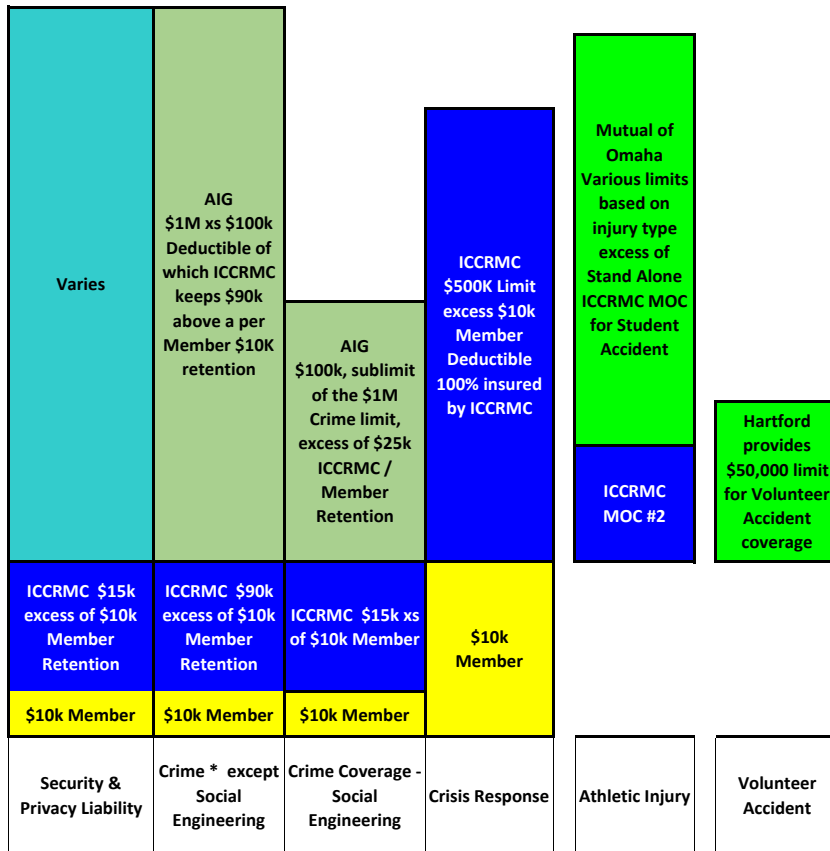 Varies
ICCRMC $15k
excess of $10k
Member
Retention
$10k Member
Security &
Privacy Liability
AIG
$1M xs $100k
Deductible of
which ICCRMC
keeps $90k
above a per
Member $10K
retention
ICCRMC $90k
excess of $10k
Member
Retention
$10k Member
Crime * except
Social
Engineering
AIG
$100k, sublimit
of the $1M
Crime limit,
excess of $25k
ICCRMC /
Member
Retention
ICCRMC $15k xs
of $10k Member
$10k Member
Crime Coverage -
Social
Engineering
ICCRMC
$500K Limit
excess $10k
Member
Deductible
100% insured
by ICCRMC
$10k
Member
Crisis Response
Mutual of
Omaha
Various limits
based on
injury type
excess of
Stand Alone
ICCRMC MOC
for Student
Accident
ICCRMC
MOC #2
Athletic Injury
Hartford
provides
$50,000 limit
for Volunteer
Accident
coverage
Volunteer
Accident